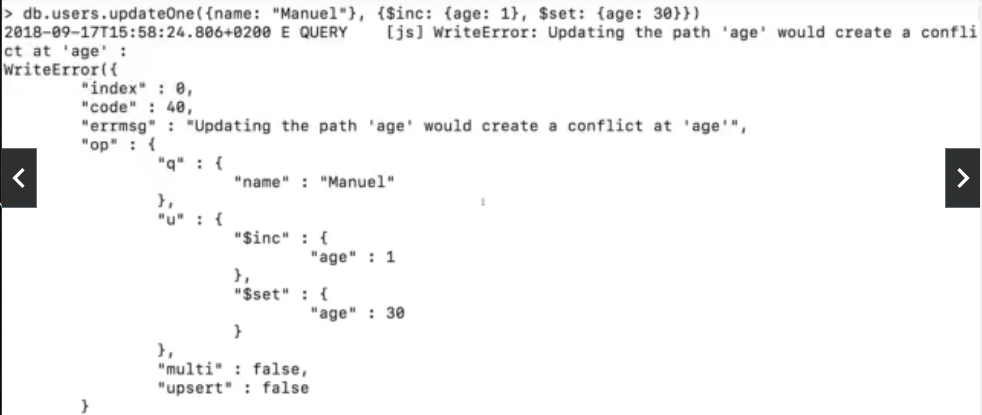 > db.users.updateOne({name: "Manuel"}, {$inc: {age: 1}, $set: {age: 30}})
2018-09-17T15:58:24.806+0200 E QUERY    [js] WriteError: Updating the path 'age' would create a confli
ct at 'age' :
WriteError({
        "index" : 0,
        "code" : 40,
        "errmsg" : "Updating the path 'age' would create a conflict at 'age'",
        "op" : {
                "q" : {
                        "name" : "Manuel"
                },
                "u" : {
                        "$inc" : {
                                "age" : 1
                        },
                        "$set" : {
                                "age" : 30
                        }
                },
                "multi" : false,
                "upsert" : false
        }